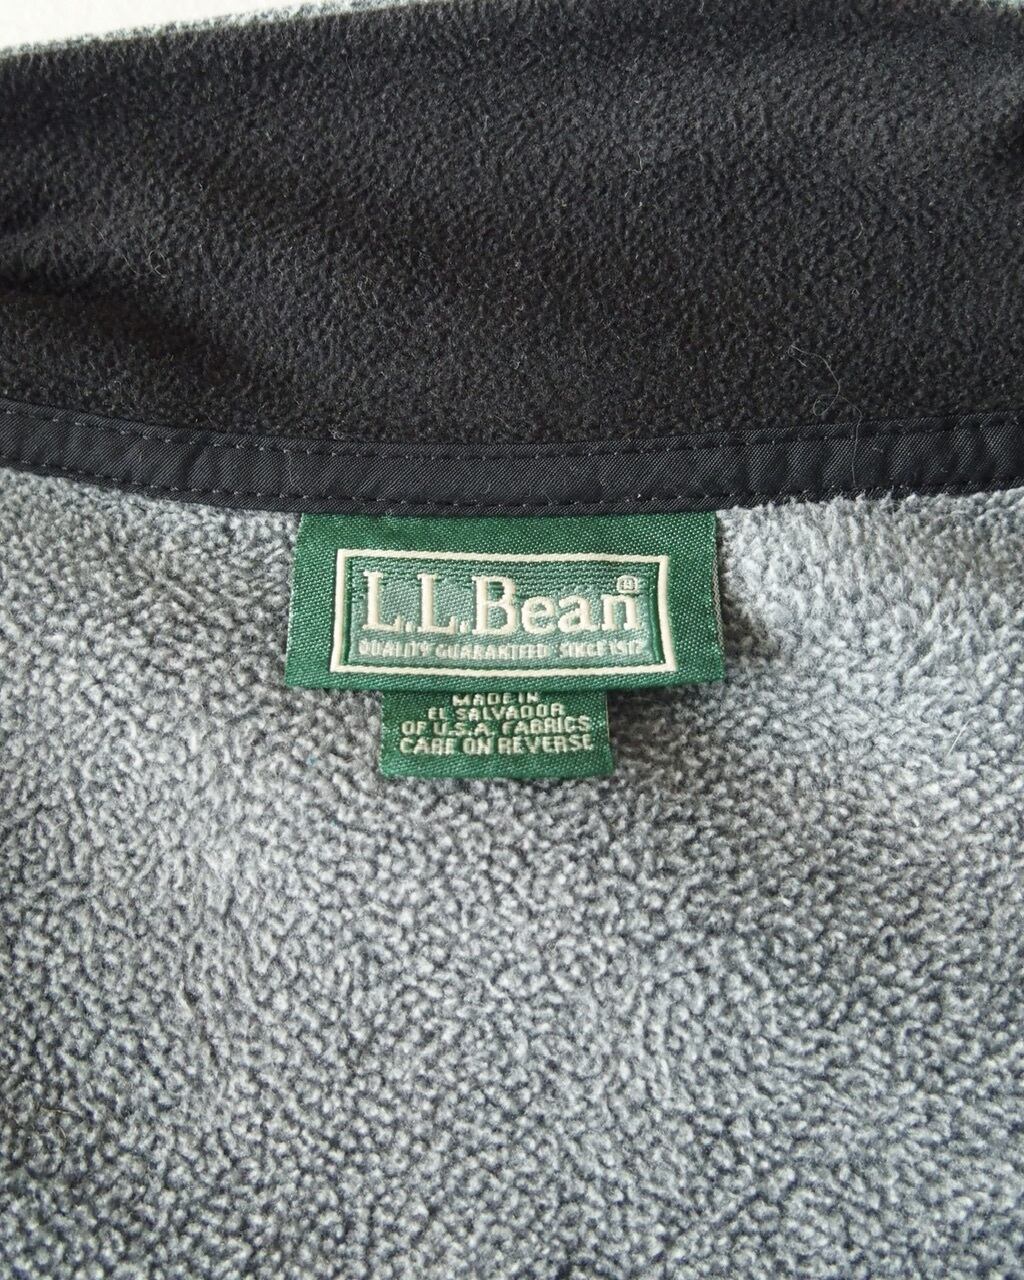 L.L.Bean®
QUALITY GUARANTEED SINCE 1912
MADE IN
EL SALVADOR
OF U.S.A. FABRICS
CARE ON REVERSE